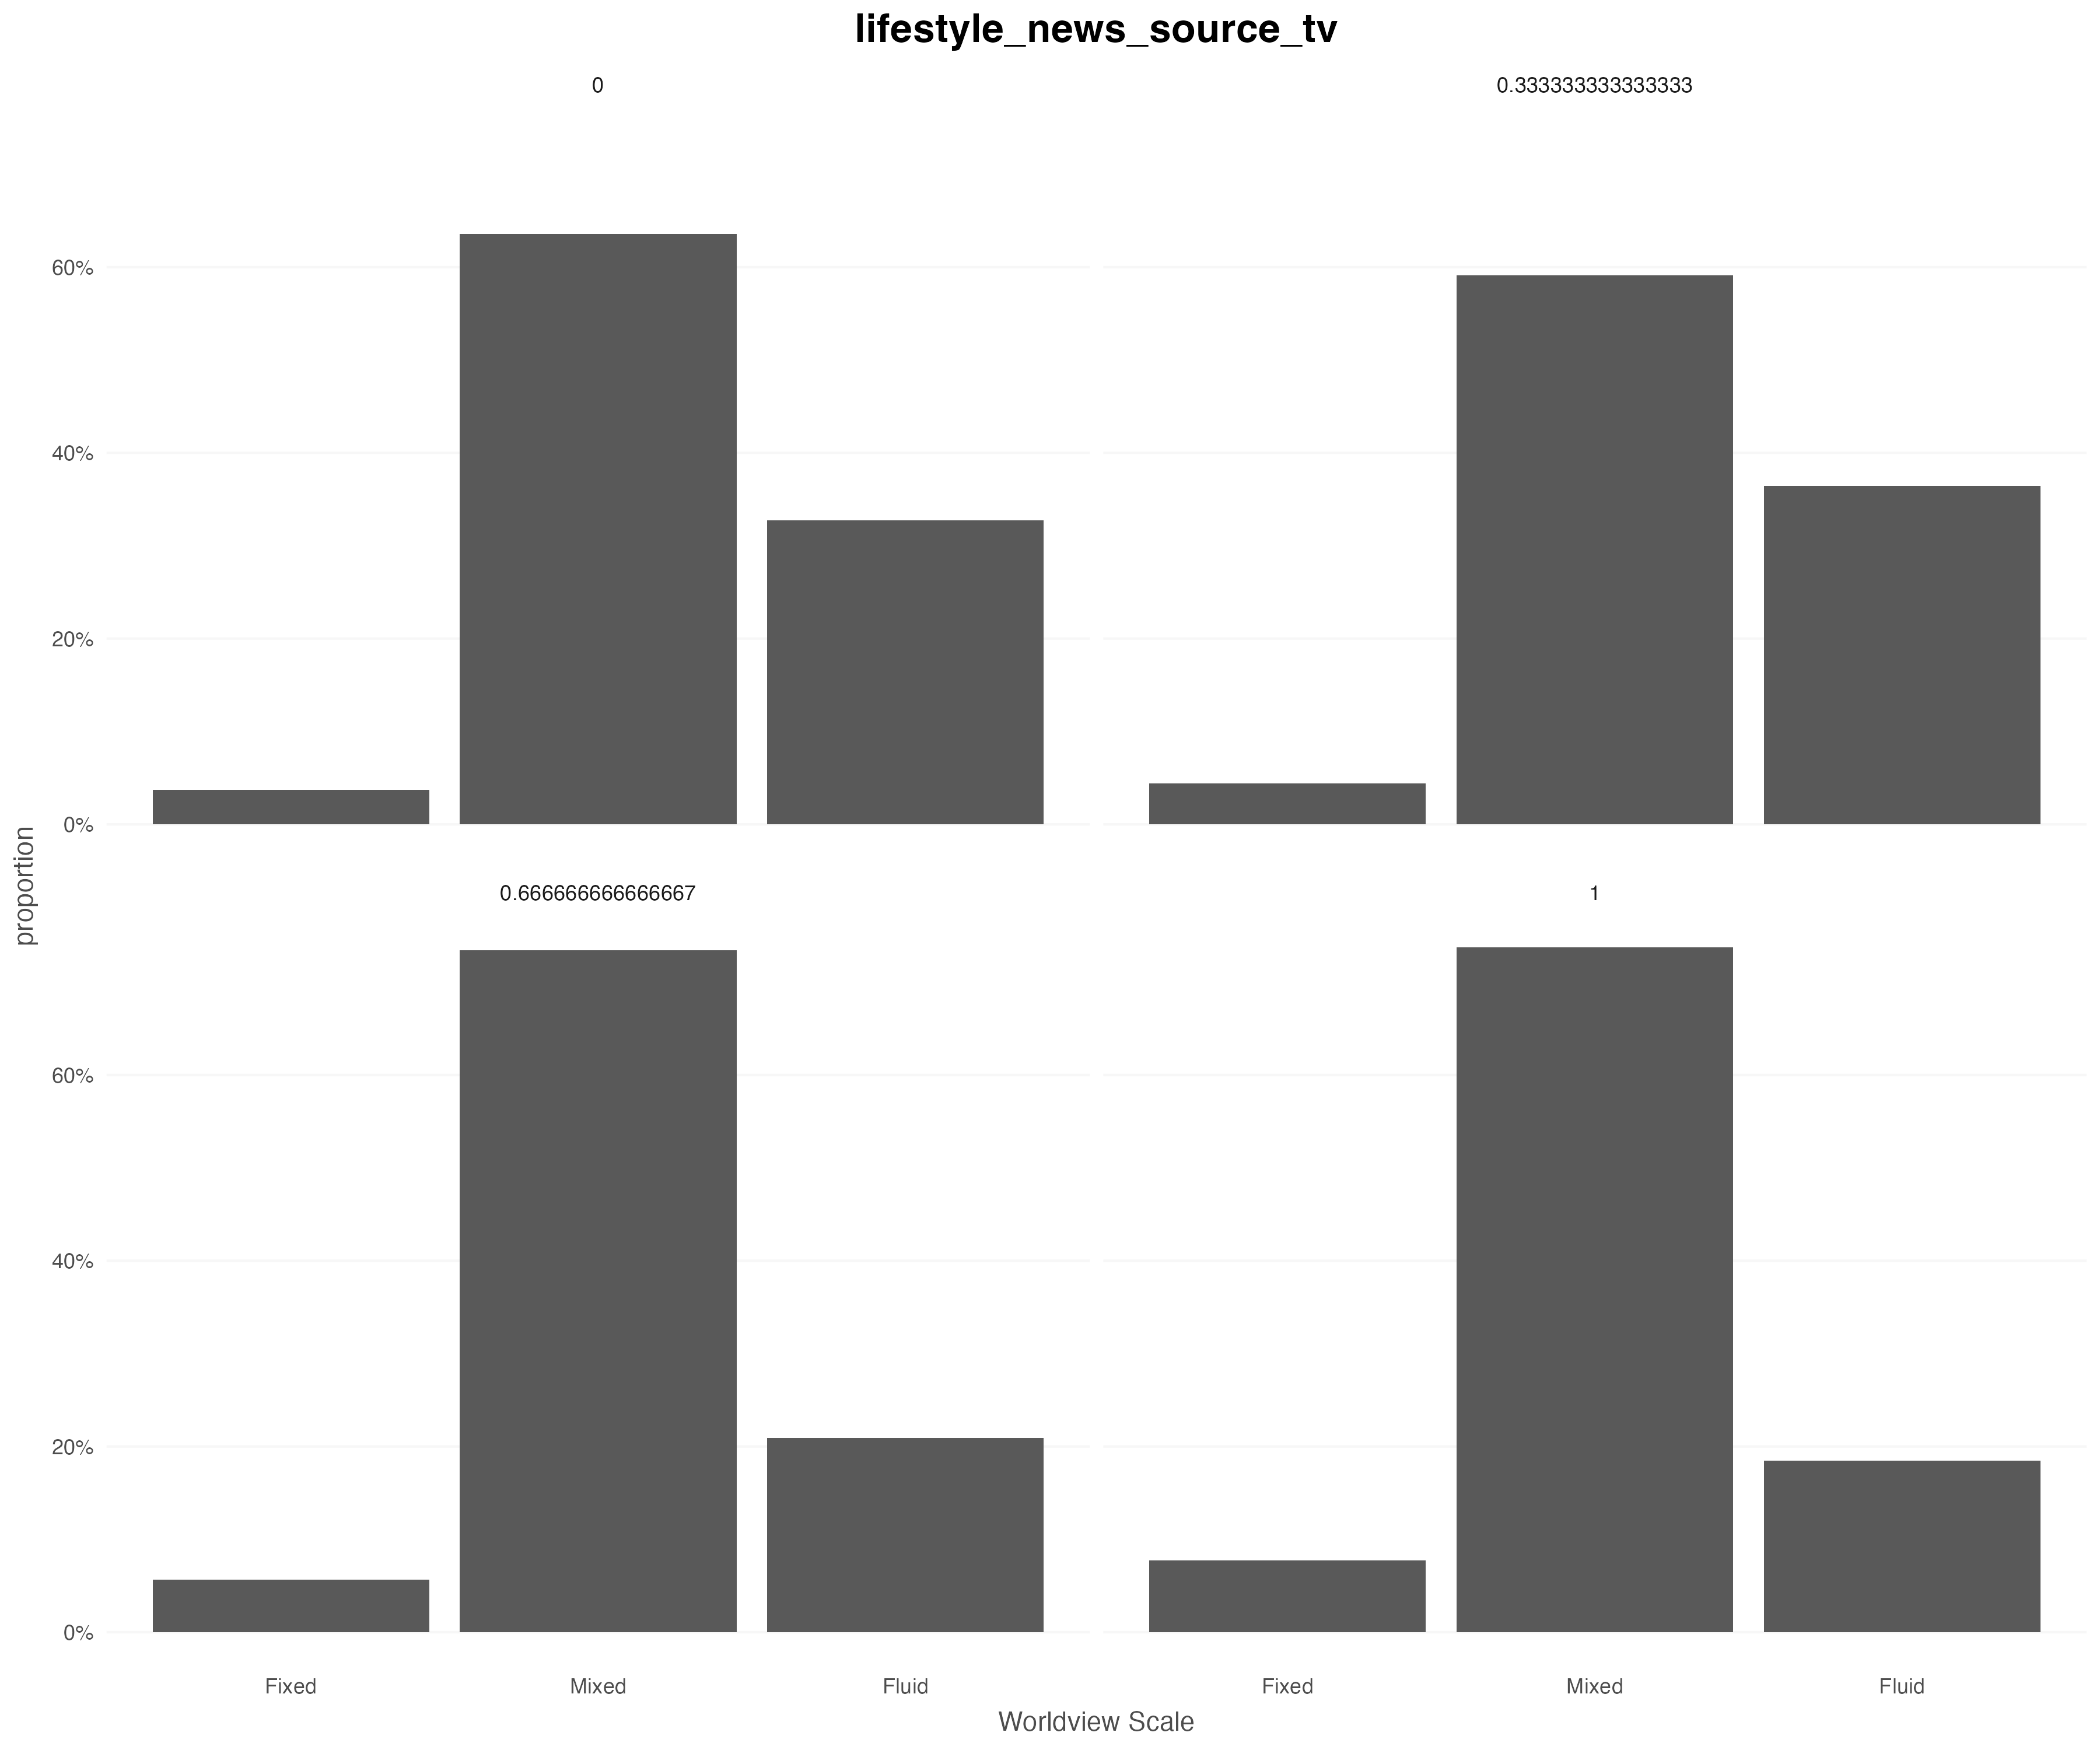 lifestyle_news_source_tv
0
0.333333333333333
60%
40%
20%
0%
proportion
0.666666666666667
1
60%
40%
20%
0%
Fixed
Mixed
Fluid
Fixed
Mixed
Fluid
Worldview Scale